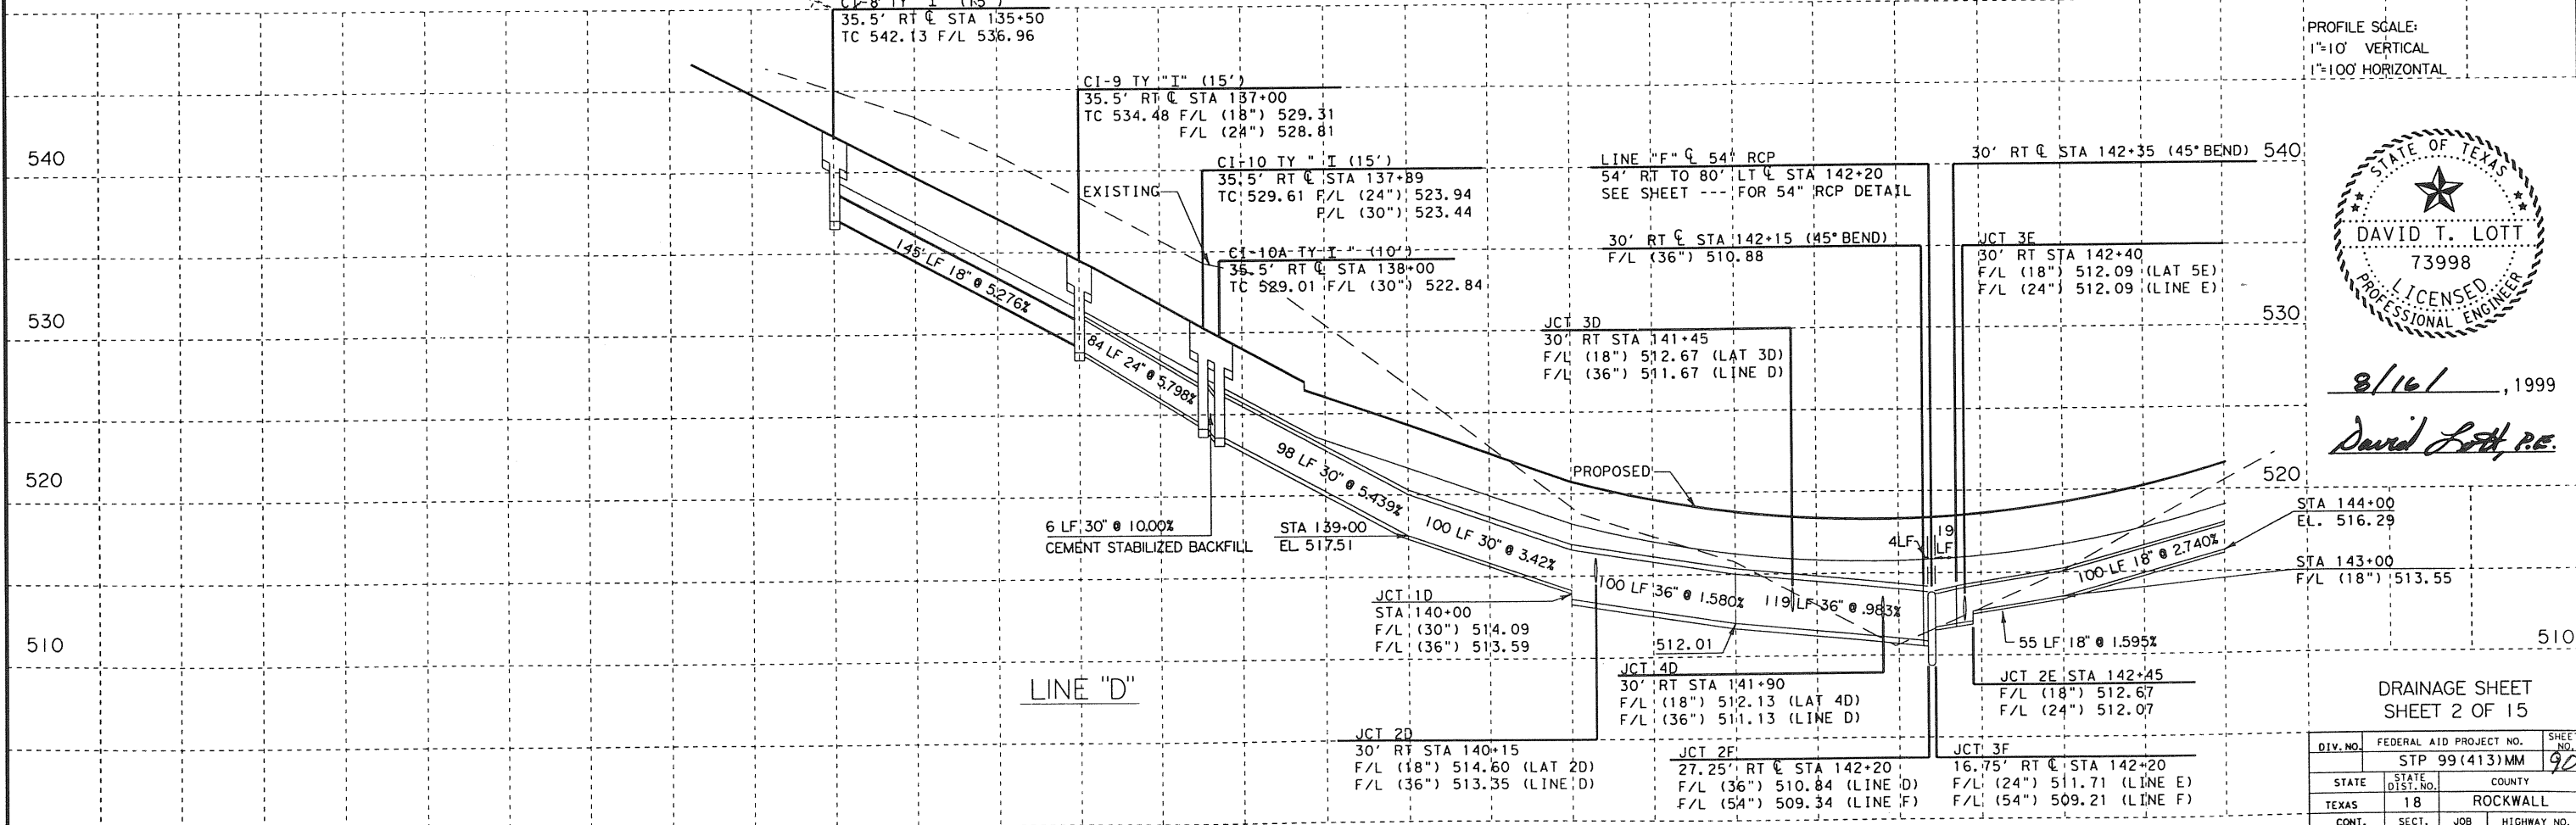 CI-8 TY "I" (15')
35.5' RT ℄ STA 135+50
TC 542.13 F/L 536.96
CI-9 TY "I" (15')
35.5' RT ℄ STA 137+00
TC 534.48 F/L (18") 529.31
F/L (24") 528.81
CI-10 TY " I (15')
35.5' RT ℄ STA 137+89
TC 529.61 F/L (24") 523.94
F/L (30") 523.44
CI-10A TY I " (10')
35.5' RT ℄ STA 138+00
TC 529.01 F/L (30") 522.84
EXISTING
LINE "F" ℄ 54" RCP
54' RT TO 80' LT ℄ STA 142+20
SEE SHEET --- FOR 54" RCP DETAIL
30' RT ℄ STA 142+15 (45° BEND)
F/L (36") 510.88
30' RT ℄ STA 142+35 (45° BEND)
JCT 3E
30' RT STA 142+40
F/L (18") 512.09 (LAT 5E)
F/L (24") 512.09 (LINE E)
JCT 3D
30' RT STA 141+45
F/L (18") 512.67 (LAT 3D)
F/L (36") 511.67 (LINE D)
PROFILE SCALE:
1"=10' VERTICAL
1"=100' HORIZONTAL
STATE OF TEXAS
DAVID T. LOTT
73998
LICENSED
PROFESSIONAL ENGINEER
8/16/ , 1999
David Lott, P.E.
540
530
520
510
540
530
520
510
145 LF 18" @ 5.276%
84 LF 24" @ 5.798%
98 LF 30" @ 5.439%
100 LF 30" @ 3.42%
100 LF 36" @ 1.580%
119 LF 36" @ .983%
4LF
19
LF
100 LF 18" @ 2.740%
55 LF 18" @ 1.595%
PROPOSED
6 LF 30" @ 10.00%
CEMENT STABILIZED BACKFILL
STA 139+00
EL 517.51
JCT 1D
STA 140+00
F/L (30") 514.09
F/L (36") 513.59
512.01
JCT 4D
30' RT STA 141+90
F/L (18") 512.13 (LAT 4D)
F/L (36") 511.13 (LINE D)
STA 144+00
EL. 516.29
STA 143+00
F/L (18") 513.55
JCT 2E STA 142+45
F/L (18") 512.67
F/L (24") 512.07
LINE "D"
JCT 2D
30' RT STA 140+15
F/L (18") 514.60 (LAT 2D)
F/L (36") 513.35 (LINE D)
JCT 2F
27.25' RT ℄ STA 142+20
F/L (36") 510.84 (LINE D)
F/L (54") 509.34 (LINE F)
JCT 3F
16.75' RT ℄ STA 142+20
F/L (24") 511.71 (LINE E)
F/L (54") 509.21 (LINE F)
DRAINAGE SHEET
SHEET 2 OF 15
DIV. NO. FEDERAL AID PROJECT NO. SHEET NO.
STP 99(413)MM 90
STATE STATE DIST. NO. COUNTY
TEXAS 18 ROCKWALL
CONT. SECT. JOB HIGHWAY NO.